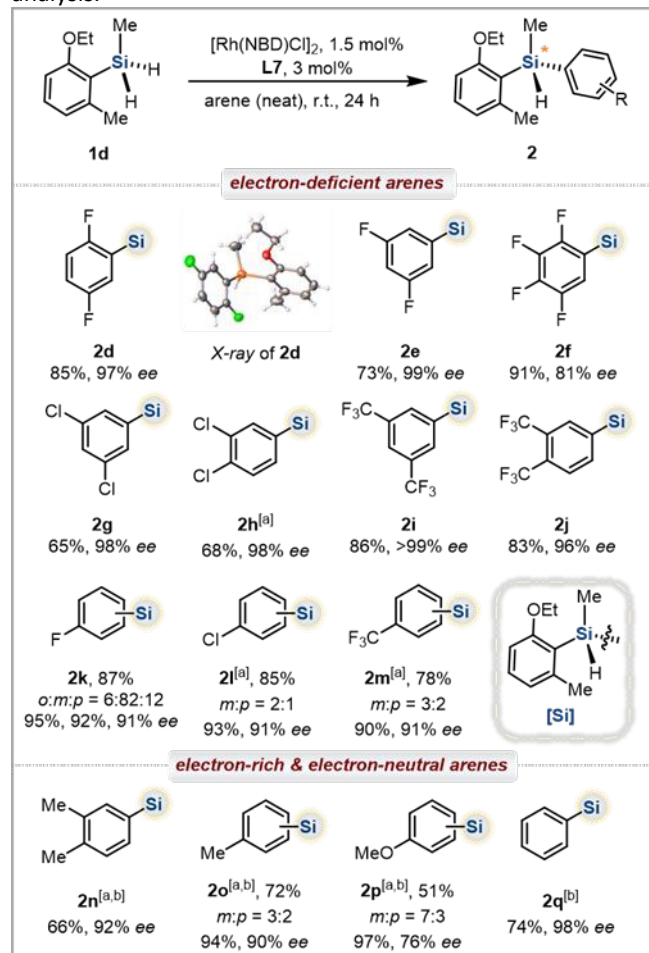 analysis.
OEt
Me
Si
H
H
Me
1d
[Rh(NBD)Cl]2, 1.5 mol%
L7, 3 mol%
arene (neat), r.t., 24 h
OEt
Me
Si*
H
R
Me
2
electron-deficient arenes
F
Si
F
2d
85%, 97% ee
X-ray of 2d
F
Si
F
2e
73%, 99% ee
F
F
Si
F
F
2f
91%, 81% ee
Cl
Si
Cl
2g
65%, 98% ee
Cl
Si
Cl
2h[a]
68%, 98% ee
F3C
Si
CF3
2i
86%, >99% ee
F3C
Si
F3C
2j
83%, 96% ee
Si
F
2k, 87%
o:m:p = 6:82:12
95%, 92%, 91% ee
Si
Cl
2l[a], 85%
m:p = 2:1
93%, 91% ee
Si
F3C
2m[a], 78%
m:p = 3:2
90%, 91% ee
OEt
Me
Si
H
Me
[Si]
electron-rich & electron-neutral arenes
Me
Si
Me
2n[a,b]
66%, 92% ee
Si
Me
2o[a,b], 72%
m:p = 3:2
94%, 90% ee
Si
MeO
2p[a,b], 51%
m:p = 7:3
97%, 76% ee
Si
2q[b]
74%, 98% ee